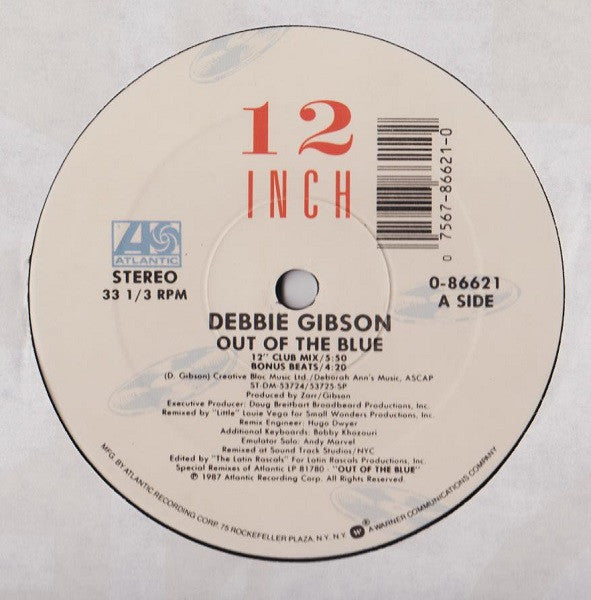 12
INCH
0 7567-86621-0
ATLANTIC
STEREO
33 1/3 RPM
0-86621
A SIDE
DEBBIE GIBSON
OUT OF THE BLUE
12" CLUB MIX/5:50
BONUS BEATS/4:20
(D. Gibson) Creative Bloc Music Ltd./Deborah Ann's Music, ASCAP
ST-DM-53724/53725-SP
Produced by Zarr/Gibson
Executive Producer: Doug Breitbart Broadbeard Productions, Inc.
Remixed by "Little" Louie Vega for Small Wonders Productions, Inc.
Remix Engineer: Hugo Dwyer
Additional Keyboards: Bobby Khozouri
Emulator Solo: Andy Marvel
Remixed at Sound Track Studios/NYC
Edited by "The Latin Rascals" For Latin Rascals Productions, Inc.
Special Remixes of Atlantic LP 81780 - "OUT OF THE BLUE"
℗ 1987 Atlantic Recording Corp. All Rights Reserved.
MFG. BY ATLANTIC RECORDING CORP. 75 ROCKEFELLER PLAZA, N.Y. N.Y. W ® A WARNER COMMUNICATIONS COMPANY